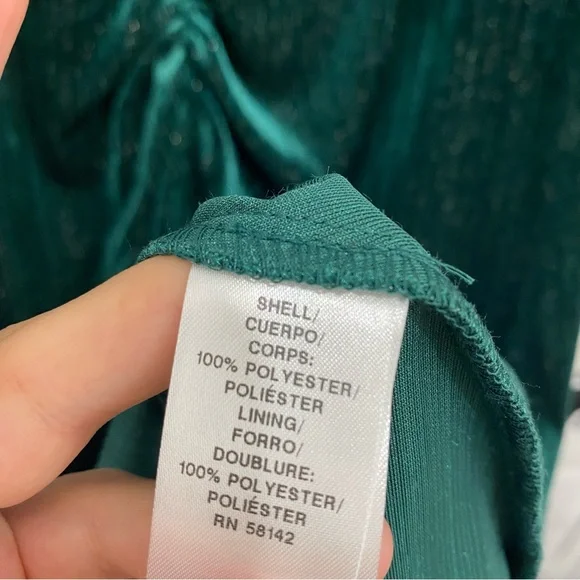 SHELL/
CUERPO/
CORPS:
100% POLYESTER/
POLIÉSTER
LINING/
FORRO/
DOUBLURE:
100% POLYESTER/
POLIÉSTER
RN 58142